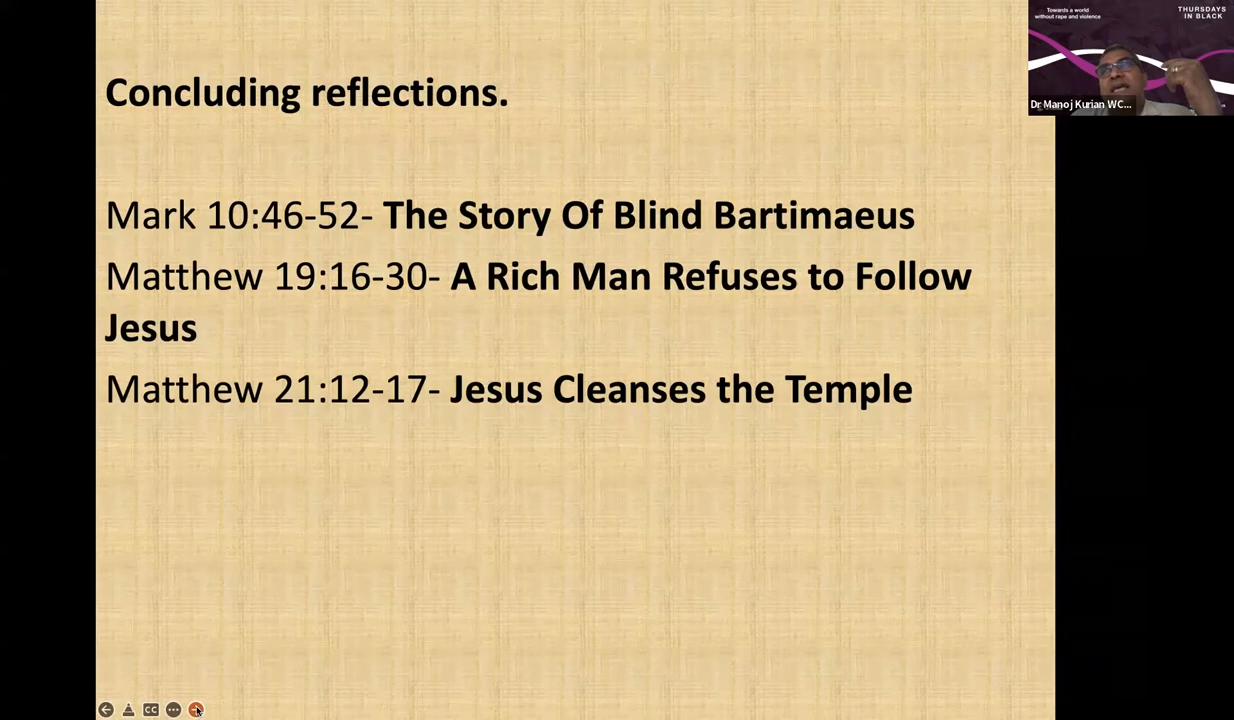 Towards a world
without rape and violence
THURSDAYS
IN BLACK
Dr Manoj Kurian WC...
Concluding reflections.
Mark 10:46-52- The Story Of Blind Bartimaeus
Matthew 19:16-30- A Rich Man Refuses to Follow
Jesus
Matthew 21:12-17- Jesus Cleanses the Temple
CC